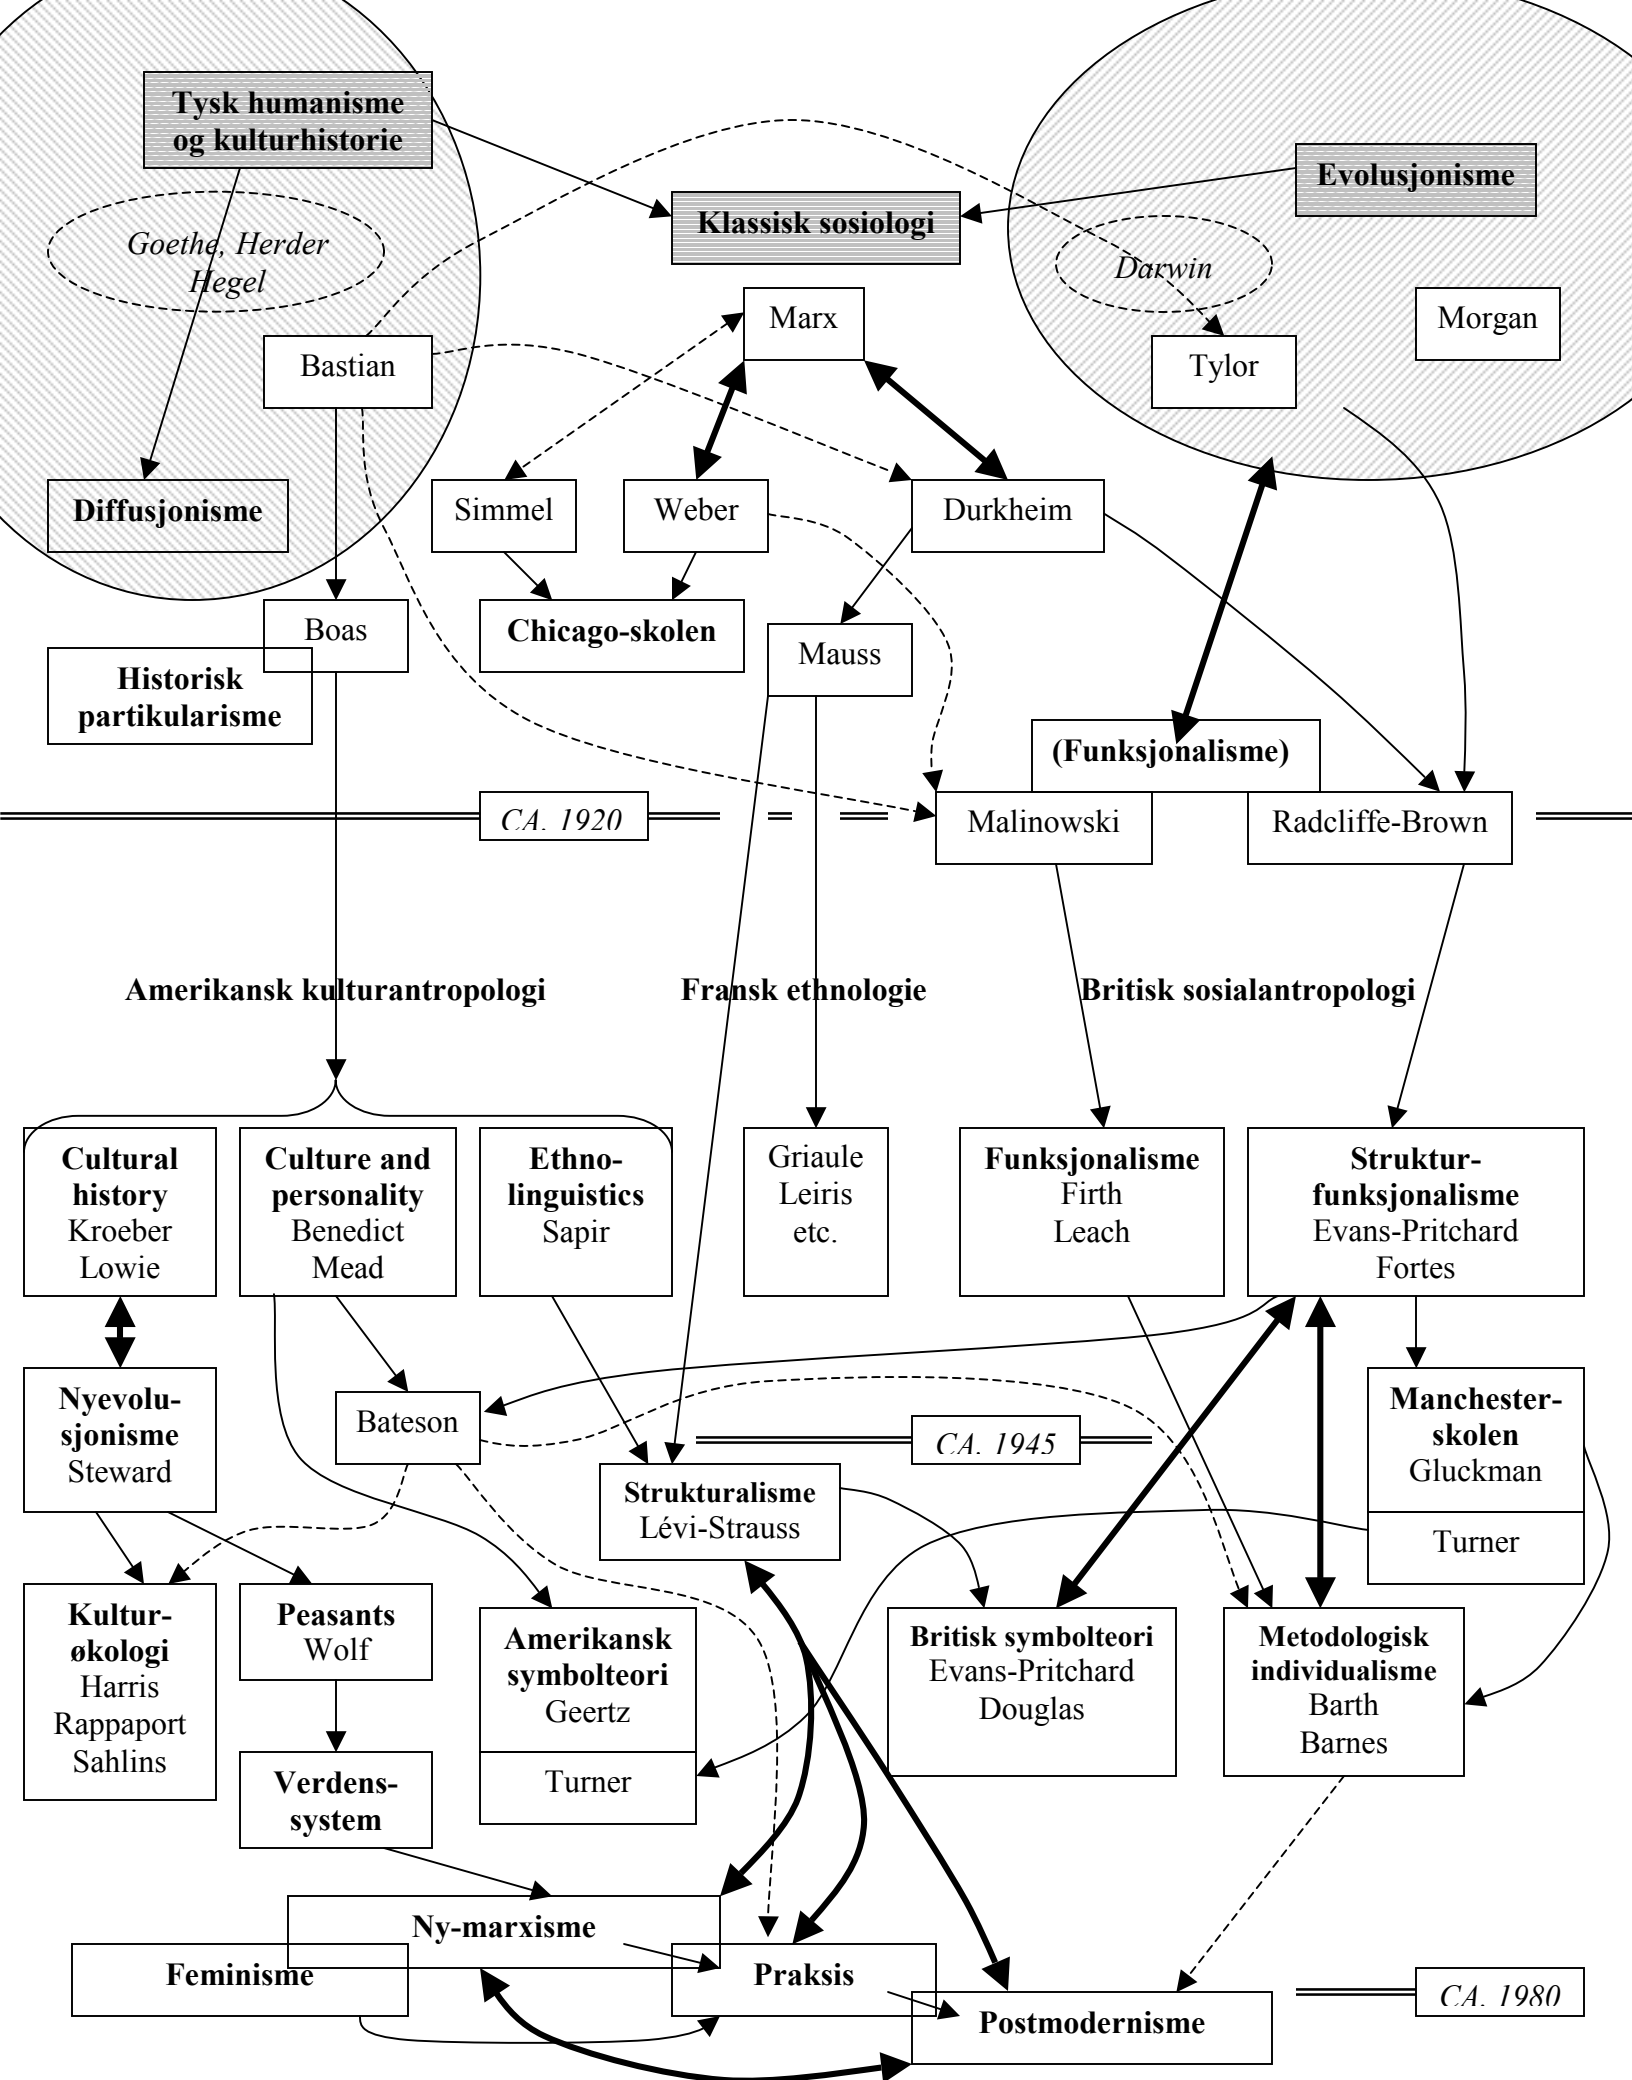 Tysk humanisme
og kulturhistorie
Evolusjonisme
Klassisk sosiologi
Goethe, Herder
Hegel
Darwin
Marx
Morgan
Bastian
Tylor
Diffusjonisme
Simmel
Weber
Durkheim
Boas
Chicago-skolen
Mauss
Historisk
partikularisme
(Funksjonalisme)
CA. 1920
Malinowski
Radcliffe-Brown
Amerikansk kulturantropologi
Fransk ethnologie
Britisk sosialantropologi
Cultural
history
Kroeber
Lowie
Culture and
personality
Benedict
Mead
Ethno-
linguistics
Sapir
Griaule
Leiris
etc.
Funksjonalisme
Firth
Leach
Struktur-
funksjonalisme
Evans-Pritchard
Fortes
Nyevolu-
sjonisme
Steward
Bateson
CA. 1945
Manchester-
skolen
Gluckman
Turner
Strukturalisme
Lévi-Strauss
Kultur-
økologi
Harris
Rappaport
Sahlins
Peasants
Wolf
Amerikansk
symbolteori
Geertz
Turner
Britisk symbolteori
Evans-Pritchard
Douglas
Metodologisk
individualisme
Barth
Barnes
Verdens-
system
Ny-marxisme
Feminisme
Praksis
Postmodernisme
CA. 1980